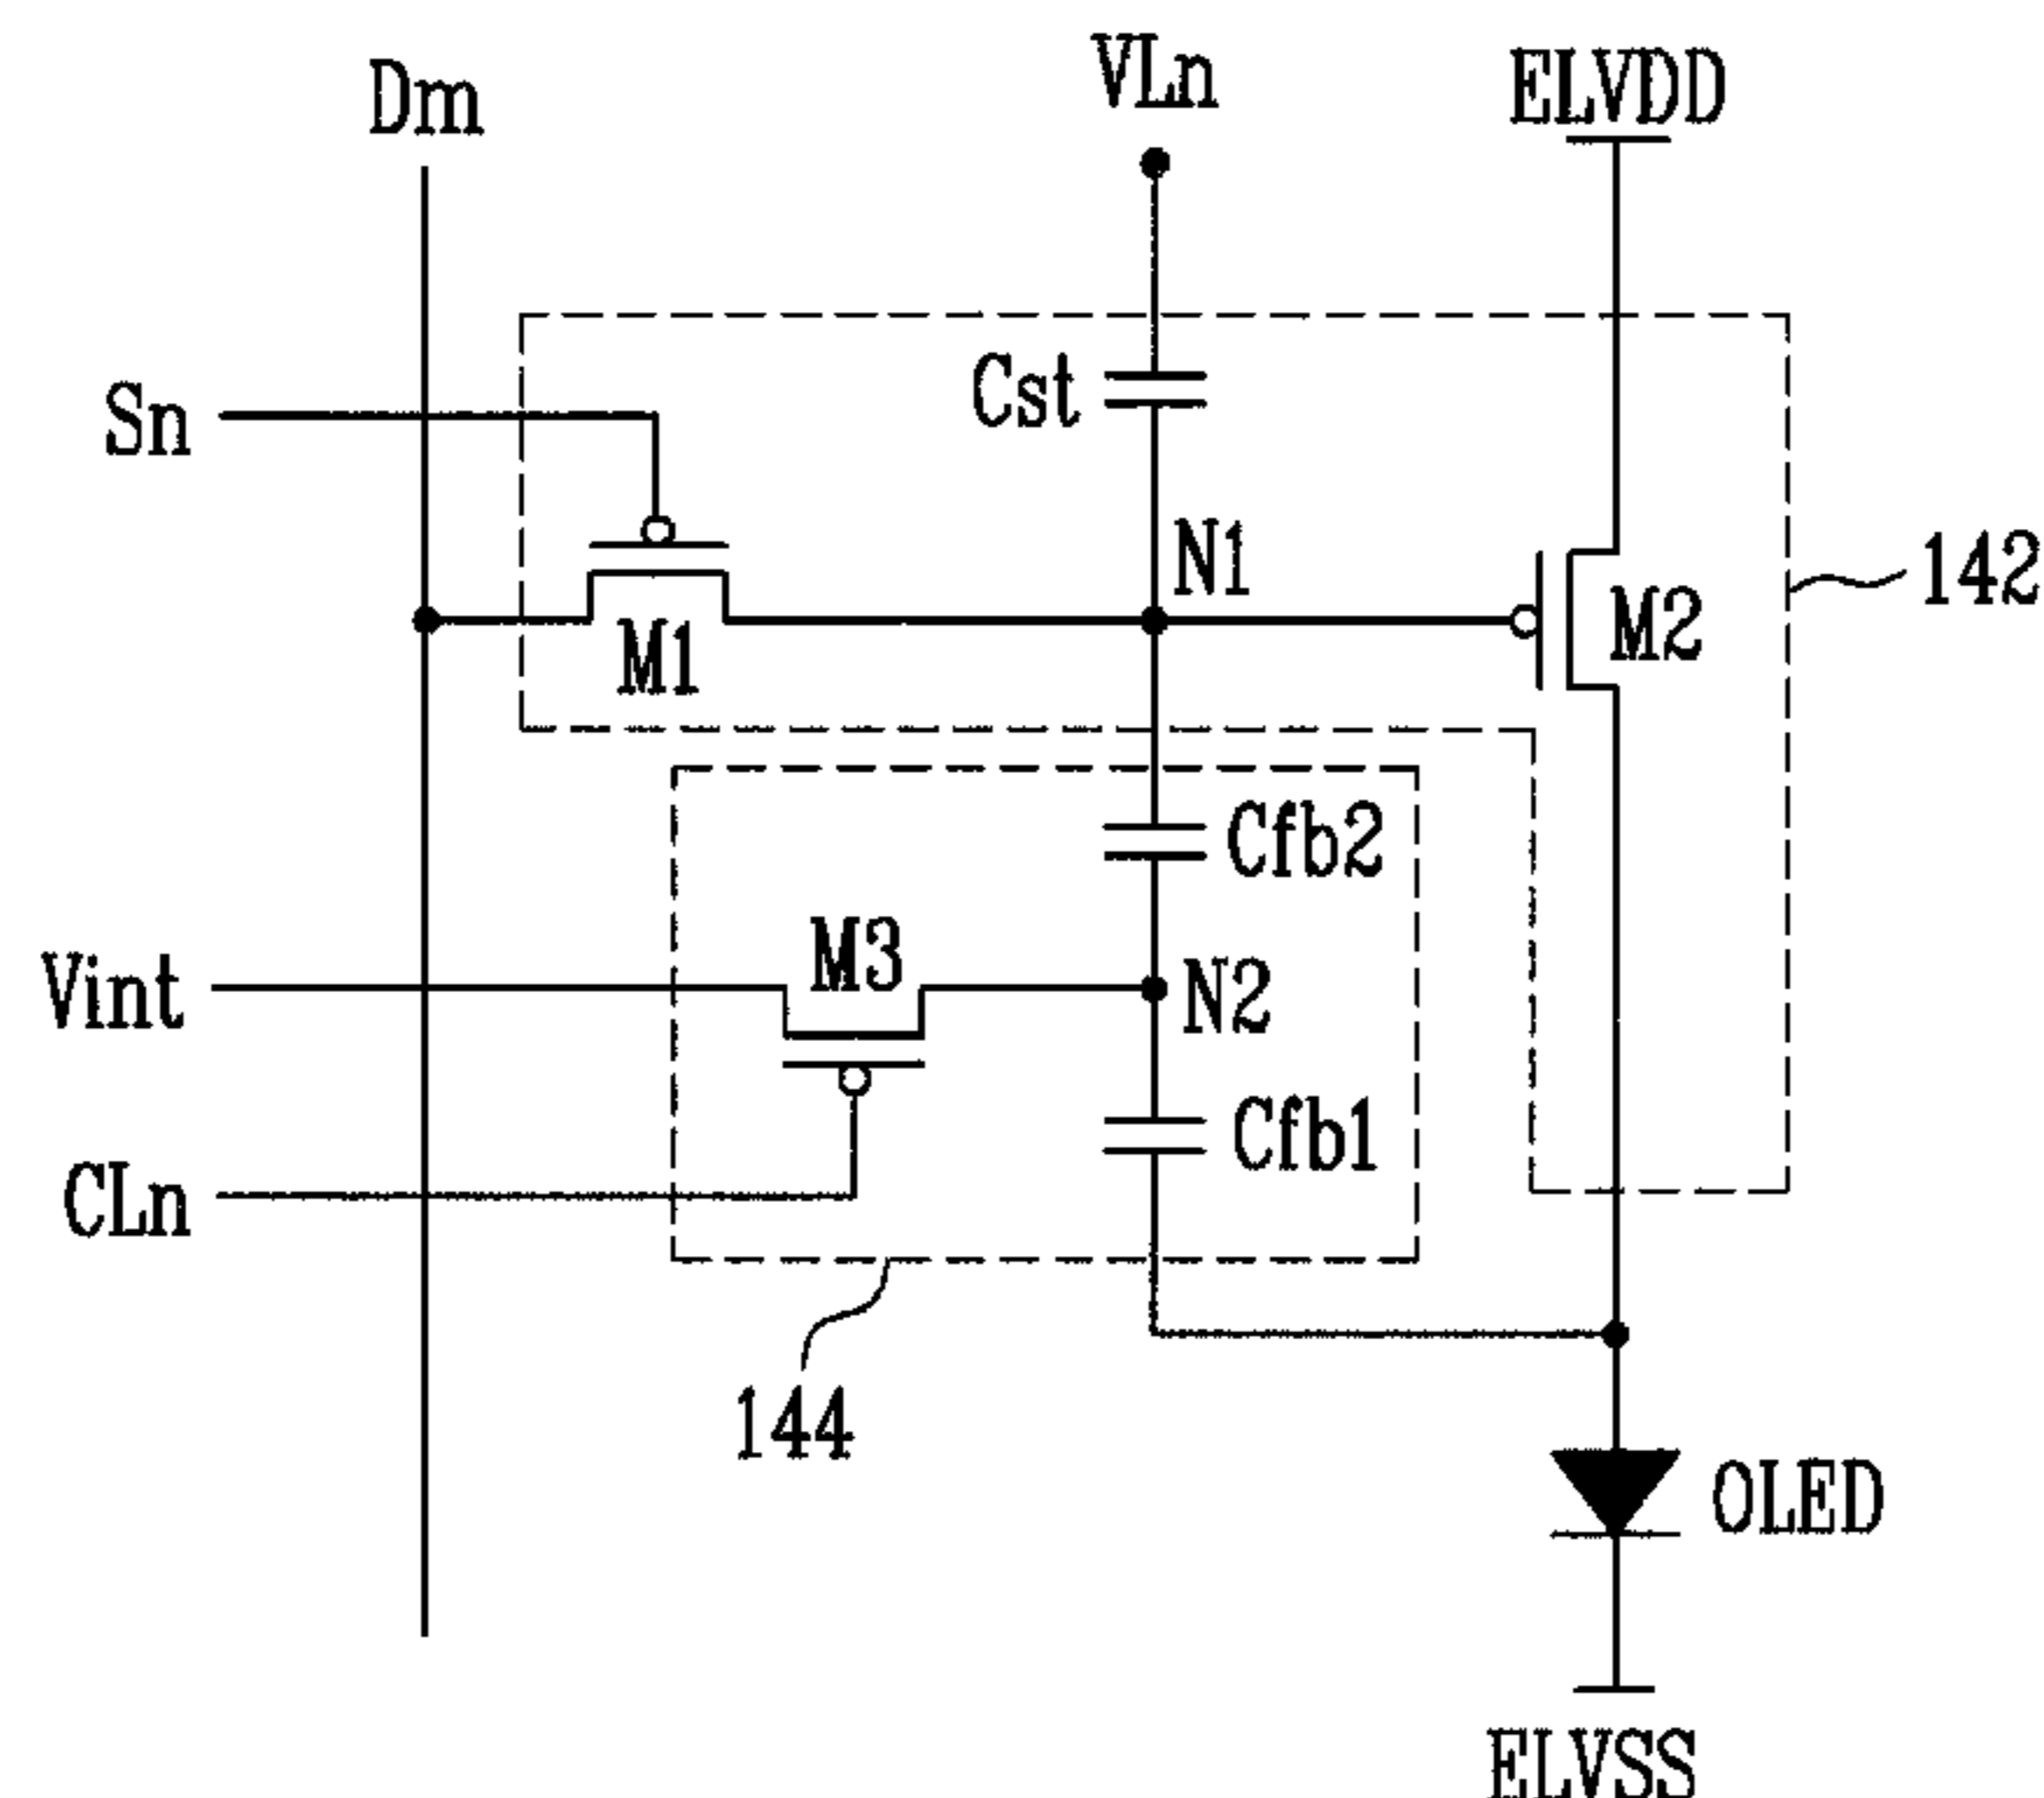 Dm
VLn
ELVDD
Sn
Cst
N1
142
M1
M2
Cfb2
M3
Vint
N2
Cfb1
CLn
144
OLED
ELVSS